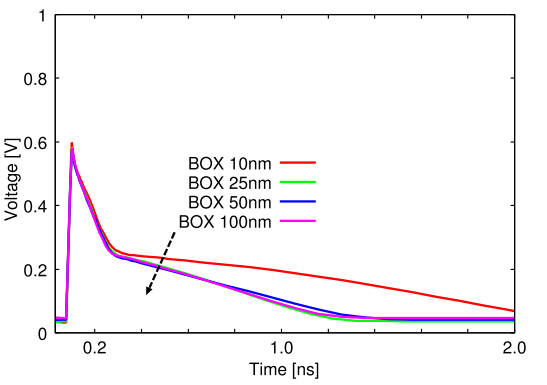 1
0.8
0.6
0.4
0.2
0
Voltage [V]
BOX 10nm
BOX 25nm
BOX 50nm
BOX 100nm
0.2 1.0 2.0
Time [ns]